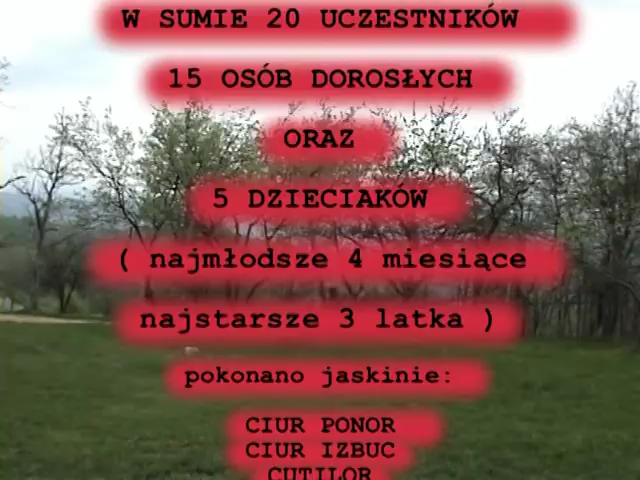 W SUMIE 20 UCZESTNIKÓW
15 OSÓB DOROSŁYCH
ORAZ
5 DZIECIAKÓW
( najmłodsze 4 miesiące
najstarsze 3 latka )
pokonano jaskinie:
CIUR PONOR
CIUR IZBUC
CUTILOR